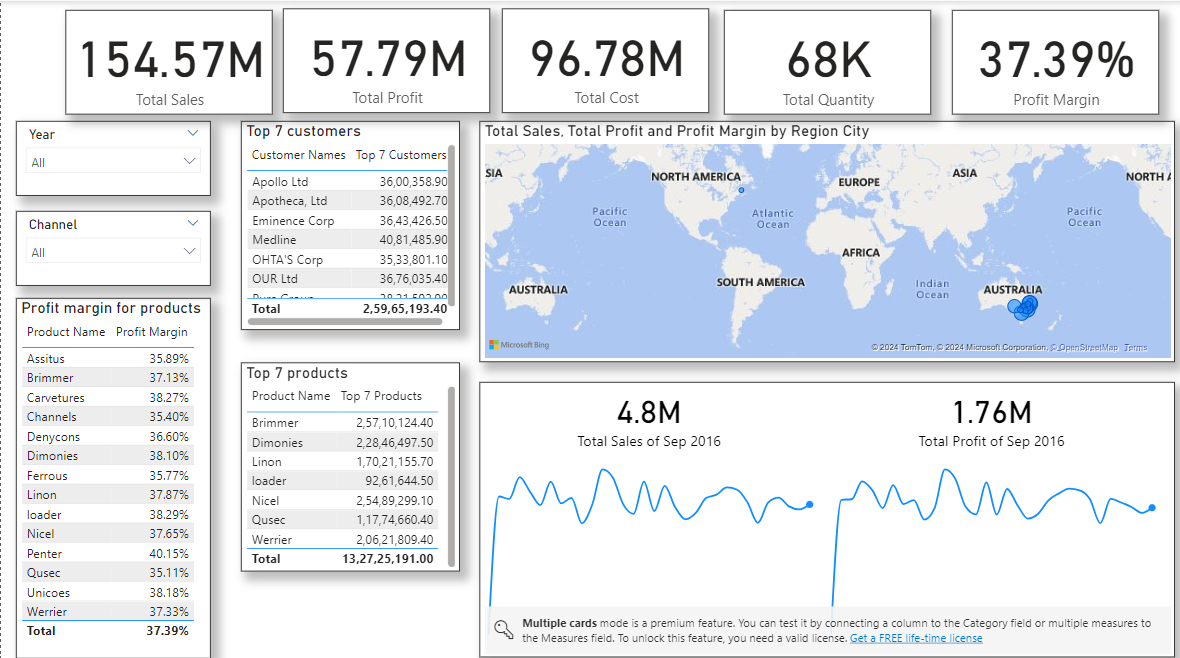 154.57M
Total Sales
57.79M
Total Profit
96.78M
Total Cost
68K
Total Quantity
37.39%
Profit Margin
Year
All
Channel
All
Profit margin for products
Product Name Profit Margin
Assitus 35.89%
Brimmer 37.13%
Carvetures 38.27%
Channels 35.40%
Denycons 36.60%
Dimonies 38.10%
Ferrous 35.77%
Linon 37.87%
loader 38.29%
Nicel 37.65%
Penter 40.15%
Qusec 35.11%
Unicoes 38.18%
Werrier 37.33%
Total 37.39%
Top 7 customers
Customer Names Top 7 Customers
Apollo Ltd 36,00,358.90
Apotheca, Ltd 36,08,492.70
Eminence Corp 36,43,426.50
Medline 40,81,485.90
OHTA'S Corp 35,33,801.10
OUR Ltd 36,76,035.40
Total 2,59,65,193.40
Top 7 products
Product Name Top 7 Products
Brimmer 2,57,10,124.40
Dimonies 2,28,46,497.50
Linon 1,70,21,155.70
loader 92,61,644.50
Nicel 2,54,89,299.10
Qusec 1,17,74,660.40
Werrier 2,06,21,809.40
Total 13,27,25,191.00
Total Sales, Total Profit and Profit Margin by Region City
SIA
NORTH AMERICA
EUROPE
ASIA
NORTH A
Pacific
Ocean
Atlantic
Ocean
Pacific
Ocean
AFRICA
SOUTH AMERICA
Indian
Ocean
AUSTRALIA
AUSTRALIA
Microsoft Bing
© 2024 TomTom, © 2024 Microsoft Corporation, © OpenStreetMap Terms
4.8M
Total Sales of Sep 2016
1.76M
Total Profit of Sep 2016
Multiple cards mode is a premium feature. You can test it by connecting a column to the Category field or multiple measures to
the Measures field. To unlock this feature, you need a valid license. Get a FREE life-time license